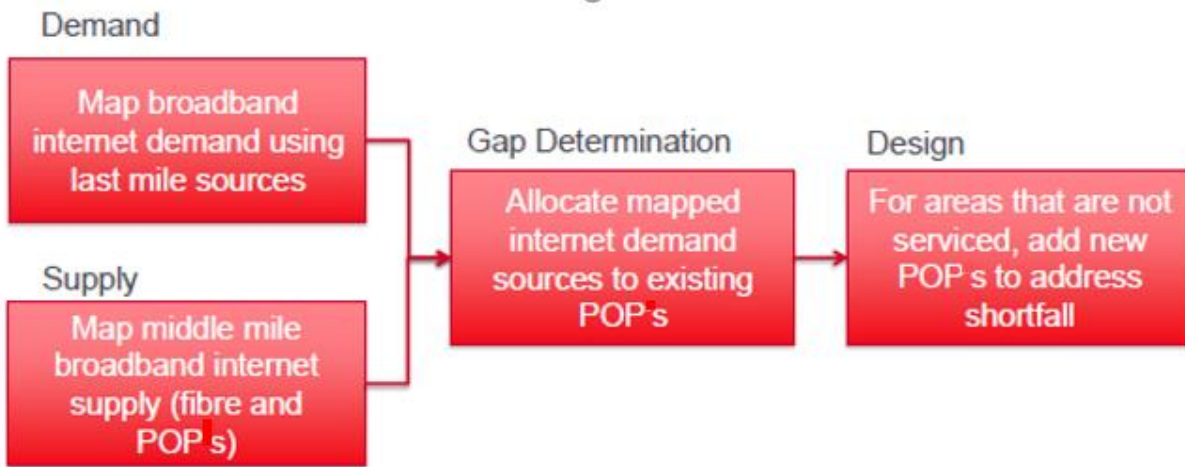 Demand
Map broadband
internet demand using
last mile sources
Supply
Map middle mile
broadband internet
supply (fibre and
POP's)
Gap Determination
Allocate mapped
internet demand
sources to existing
POP's
Design
For areas that are not
serviced, add new
POP's to address
shortfall